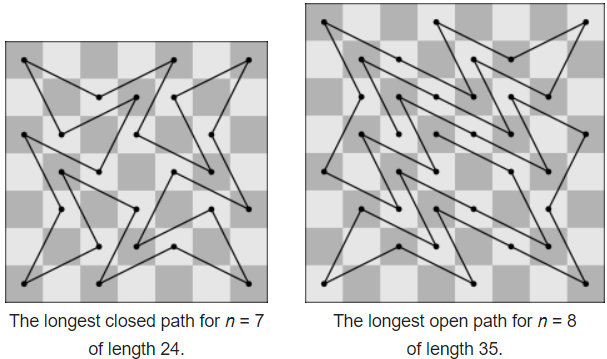 The longest closed path for n = 7
of length 24.
The longest open path for n = 8
of length 35.